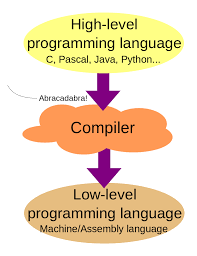 High-level
programming language
C, Pascal, Java, Python...
Abracadabra!
Compiler
Low-level
programming language
Machine/Assembly language